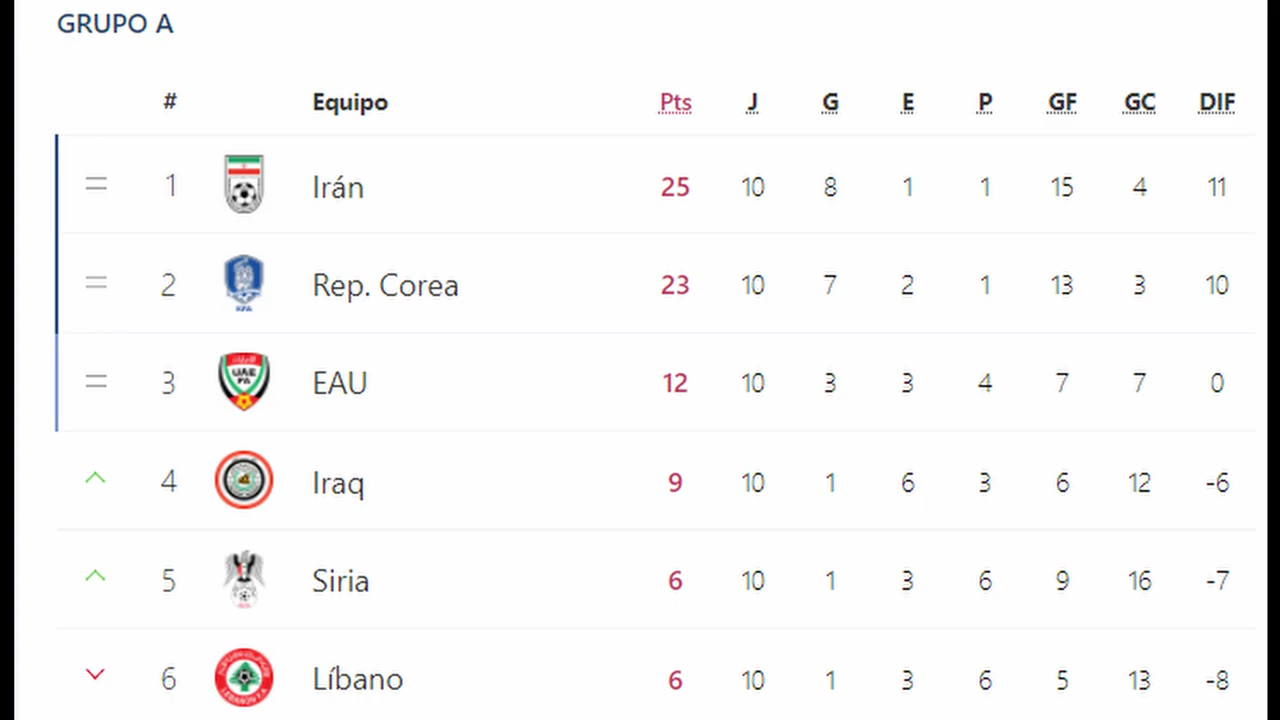 GRUPO A
# Equipo Pts J G E P GF GC DIF
1 Irán 25 10 8 1 1 15 4 11
2 Rep. Corea 23 10 7 2 1 13 3 10
3 EAU 12 10 3 3 4 7 7 0
4 Iraq 9 10 1 6 3 6 12 -6
5 Siria 6 10 1 3 6 9 16 -7
6 Líbano 6 10 1 3 6 5 13 -8